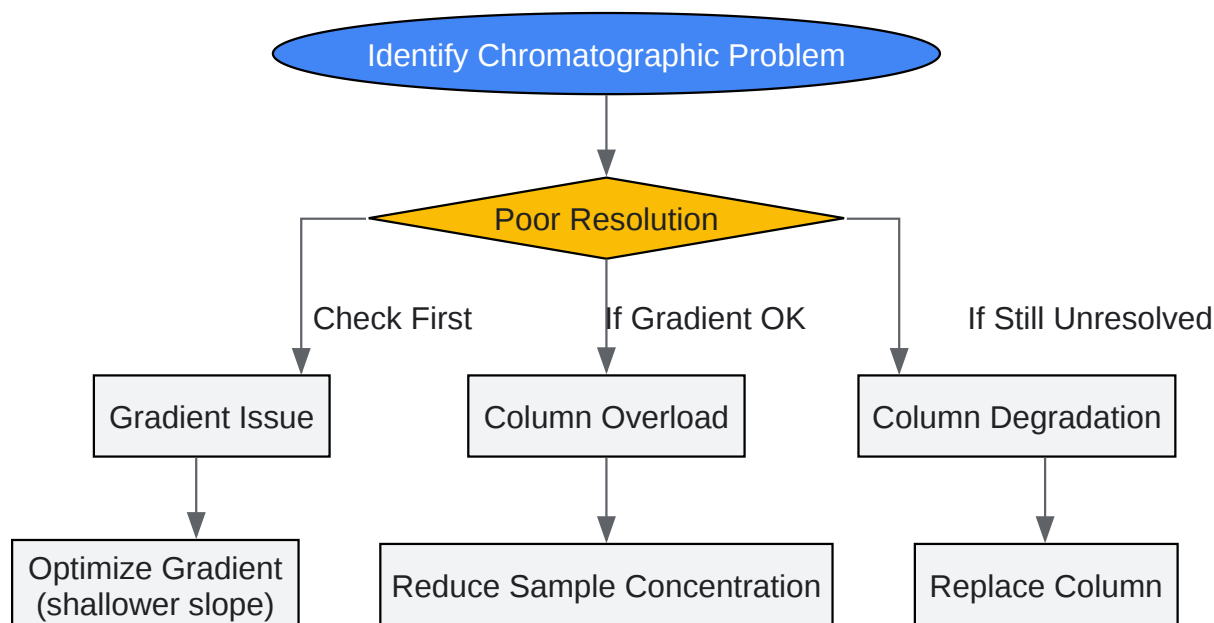 Identify Chromatographic Problem
Poor Resolution
Check First
If Gradient OK
If Still Unresolved
Gradient Issue
Column Overload
Column Degradation
Optimize Gradient
(shallower slope)
Reduce Sample Concentration
Replace Column